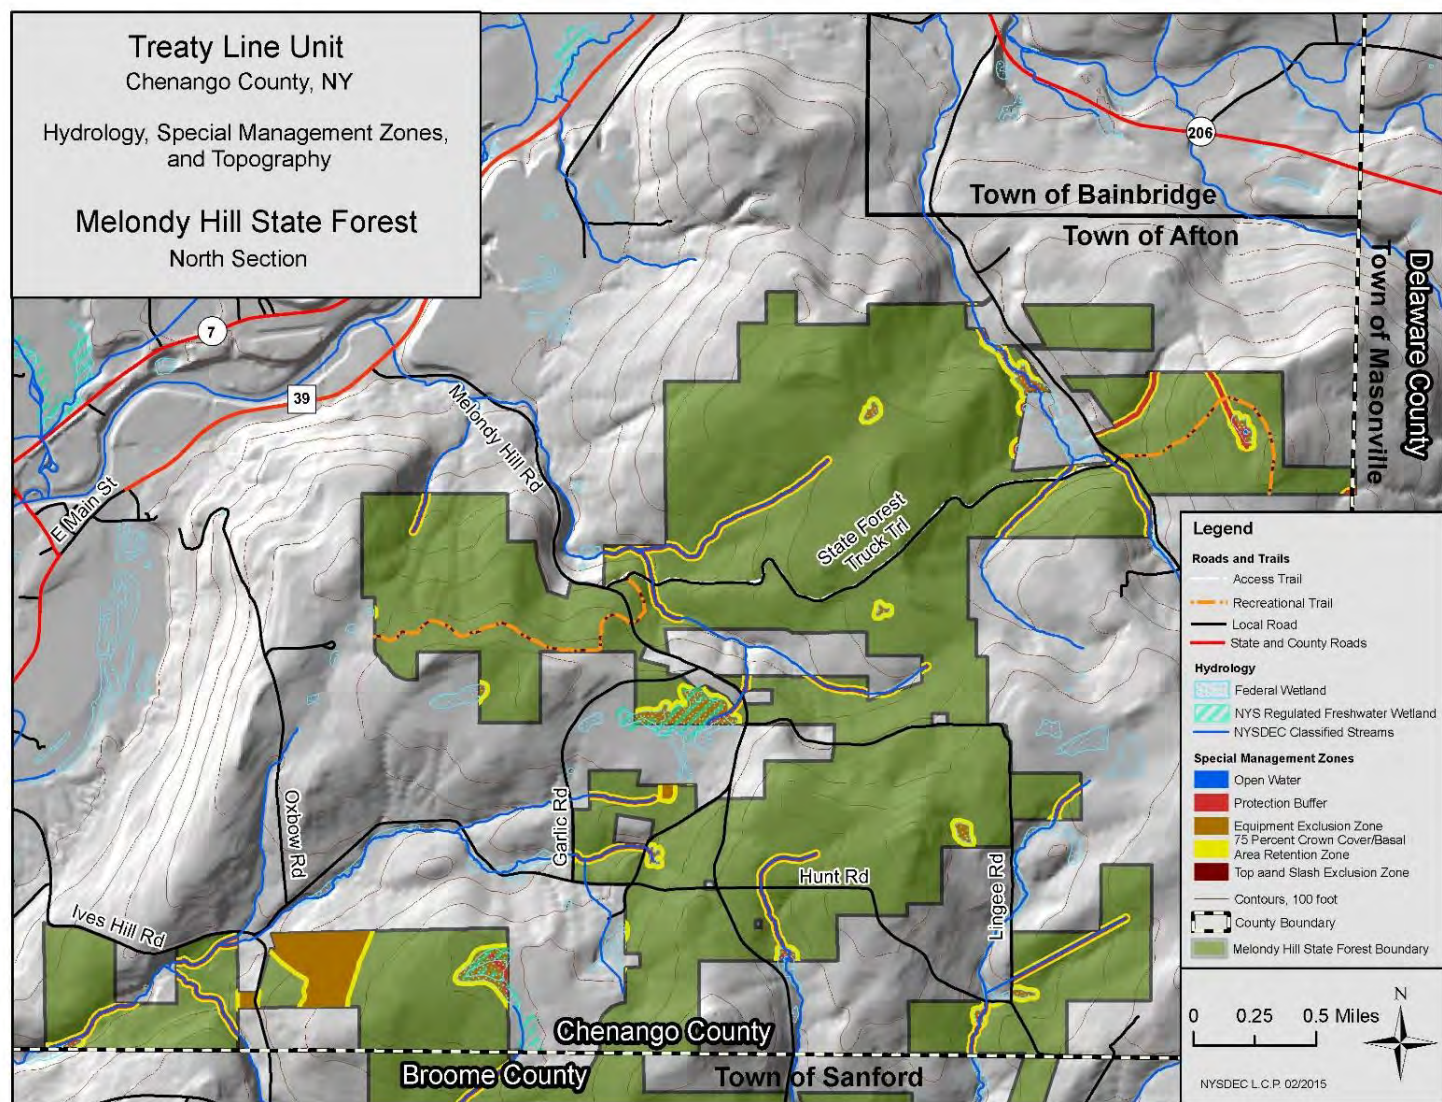 Treaty Line Unit
Chenango County, NY
Hydrology, Special Management Zones,
and Topography
Melondy Hill State Forest
North Section
206
Town of Bainbridge
Town of Afton
Delaware County
Town of Masonville
7
39
Melondy Hill Rd
E Main St
State Forest
Truck Trl
Oxbow Rd
Garlic Rd
Hunt Rd
Lingee Rd
Ives Hill Rd
Chenango County
Broome County
Town of Sanford
Legend
Roads and Trails
Access Trail
Recreational Trail
Local Road
State and County Roads
Hydrology
Federal Wetland
NYS Regulated Freshwater Wetland
NYSDEC Classified Streams
Special Management Zones
Open Water
Protection Buffer
Equipment Exclusion Zone
75 Percent Crown Cover/Basal
Area Retention Zone
Top aand Slash Exclusion Zone
Contours, 100 foot
County Boundary
Melondy Hill State Forest Boundary
0 0.25 0.5 Miles
N
NYSDEC L.C.P. 02/2015